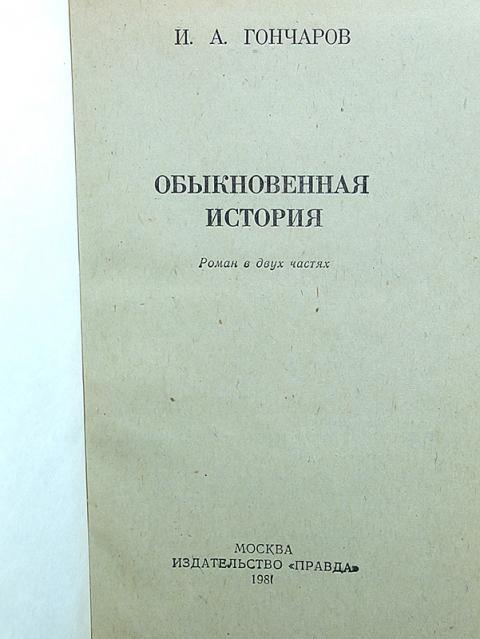 И. А. ГОНЧАРОВ
ОБЫКНОВЕННАЯ
ИСТОРИЯ
Роман в двух частях
МОСКВА
ИЗДАТЕЛЬСТВО «ПРАВДА»
1981